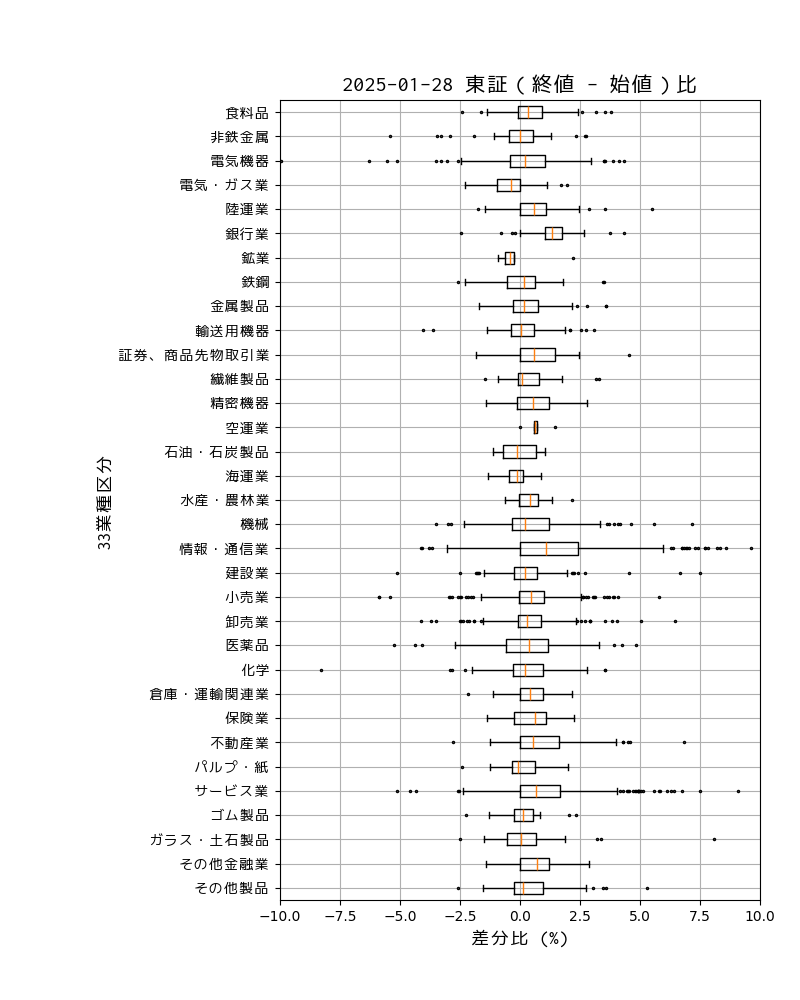 2025-01-28 東証 ( 終値 - 始値 ) 比
食料品
非鉄金属
電気機器
電気・ガス業
陸運業
銀行業
鉱業
鉄鋼
金属製品
輸送用機器
証券、商品先物取引業
繊維製品
精密機器
空運業
石油・石炭製品
海運業
水産・農林業
機械
情報・通信業
建設業
小売業
卸売業
医薬品
化学
倉庫・運輸関連業
保険業
不動産業
パルプ・紙
サービス業
ゴム製品
ガラス・土石製品
その他金融業
その他製品
33業種区分
−10.0 −7.5 −5.0 −2.5 0.0 2.5 5.0 7.5 10.0
差分比 (%)